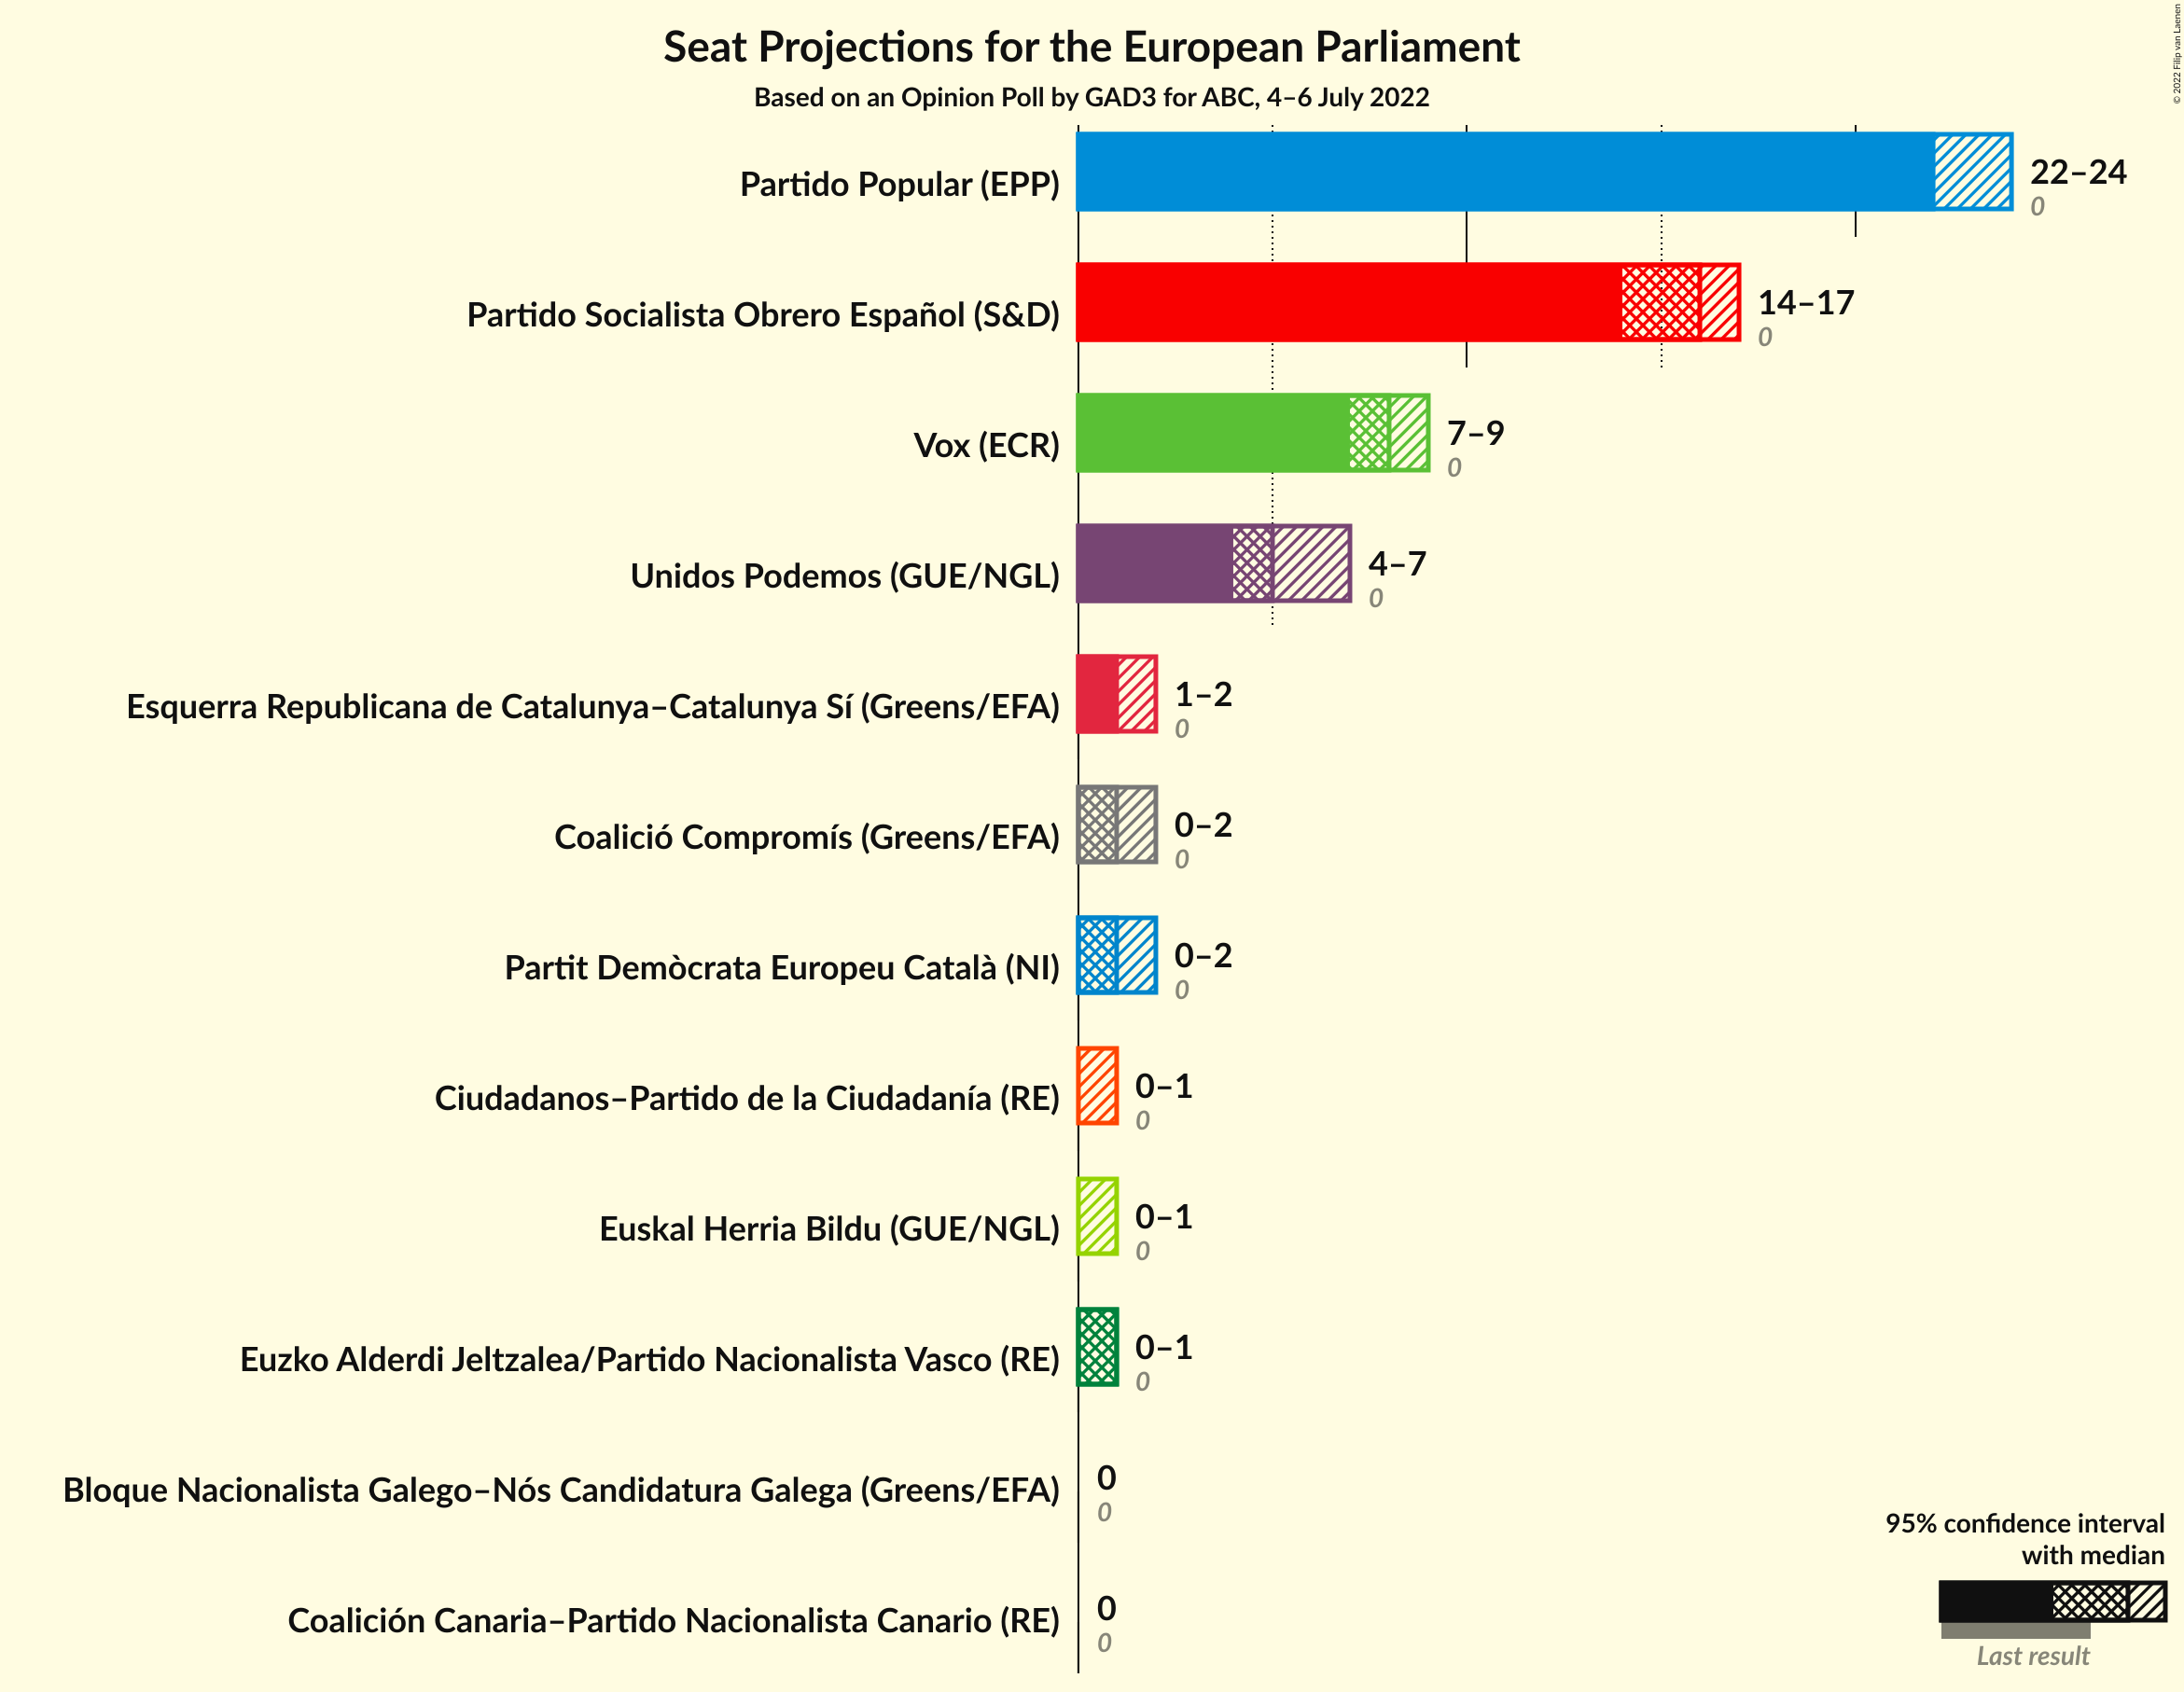 Seat Projections for the European Parliament
Based on an Opinion Poll by GAD3 for ABC, 4–6 July 2022
© 2022 Filip van Laenen
Partido Popular (EPP)
22–24
0
Partido Socialista Obrero Español (S&D)
14–17
0
Vox (ECR)
7–9
0
Unidos Podemos (GUE/NGL)
4–7
0
Esquerra Republicana de Catalunya–Catalunya Sí (Greens/EFA)
1–2
0
Coalició Compromís (Greens/EFA)
0–2
0
Partit Demòcrata Europeu Català (NI)
0–2
0
Ciudadanos–Partido de la Ciudadanía (RE)
0–1
0
Euskal Herria Bildu (GUE/NGL)
0–1
0
Euzko Alderdi Jeltzalea/Partido Nacionalista Vasco (RE)
0–1
0
Bloque Nacionalista Galego–Nós Candidatura Galega (Greens/EFA)
0
0
Coalición Canaria–Partido Nacionalista Canario (RE)
0
0
95% confidence interval
with median
Last result